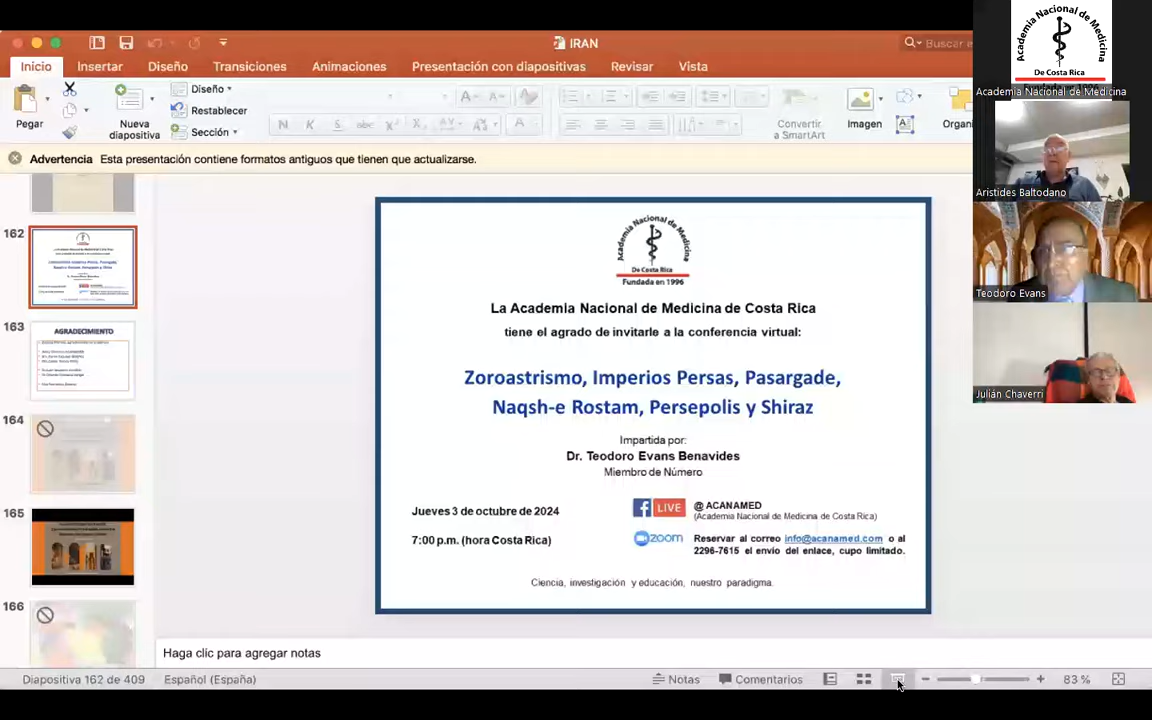 IRAN
Buscar e
Inicio
Insertar
Diseño
Transiciones
Animaciones
Presentación con diapositivas
Revisar
Vista
Pegar
Nueva
diapositiva
Diseño
Restablecer
Sección
N K S abc
Convertir
a SmartArt
Imagen
Organi
Advertencia Esta presentación contiene formatos antiguos que tienen que actualizarse.
162
163
AGRADECIMIENTO
164
165
166
Academia Nacional de Medicina
De Costa Rica
Fundada en 1996
La Academia Nacional de Medicina de Costa Rica
tiene el agrado de invitarle a la conferencia virtual:
Zoroastrismo, Imperios Persas, Pasargade,
Naqsh-e Rostam, Persepolis y Shiraz
Impartida por:
Dr. Teodoro Evans Benavides
Miembro de Número
Jueves 3 de octubre de 2024
7:00 p.m. (hora Costa Rica)
f LIVE @ ACANAMED
(Academia Nacional de Medicina de Costa Rica)
zoom Reservar al correo info@acanamed.com o al
2296-7615 el envio del enlace, cupo limitado.
Ciencia, investigación y educación, nuestro paradigma.
Haga clic para agregar notas
Diapositiva 162 de 409
Español (España)
Notas
Comentarios
83 %
Academia Nacional de Medicina
De Costa Rica
Academia Nacional de Medicina
Aristides Baltodano
Teodoro Evans
Julián Chaverri